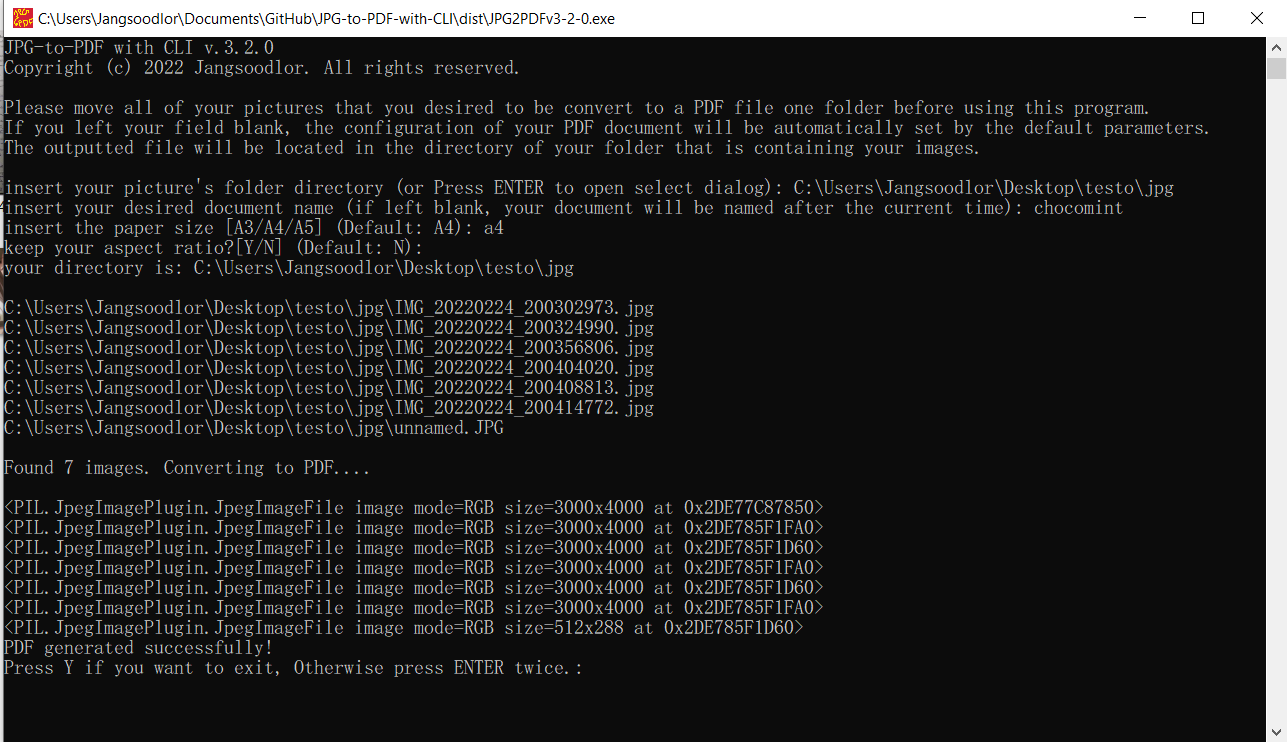 C:\Users\Jangsoodlor\Documents\GitHub\JPG-to-PDF-with-CLI\dist\JPG2PDFv3-2-0.exe
JPG-to-PDF with CLI v.3.2.0
Copyright (c) 2022 Jangsoodlor. All rights reserved.
Please move all of your pictures that you desired to be convert to a PDF file one folder before using this program.
If you left your field blank, the configuration of your PDF document will be automatically set by the default parameters.
The outputted file will be located in the directory of your folder that is containing your images.
insert your picture's folder directory (or Press ENTER to open select dialog): C:\Users\Jangsoodlor\Desktop\testo\jpg
insert your desired document name (if left blank, your document will be named after the current time): chocomint
insert the paper size [A3/A4/A5] (Default: A4): a4
keep your aspect ratio?[Y/N] (Default: N):
your directory is: C:\Users\Jangsoodlor\Desktop\testo\jpg
C:\Users\Jangsoodlor\Desktop\testo\jpg\IMG_20220224_200302973.jpg
C:\Users\Jangsoodlor\Desktop\testo\jpg\IMG_20220224_200324990.jpg
C:\Users\Jangsoodlor\Desktop\testo\jpg\IMG_20220224_200356806.jpg
C:\Users\Jangsoodlor\Desktop\testo\jpg\IMG_20220224_200404020.jpg
C:\Users\Jangsoodlor\Desktop\testo\jpg\IMG_20220224_200408813.jpg
C:\Users\Jangsoodlor\Desktop\testo\jpg\IMG_20220224_200414772.jpg
C:\Users\Jangsoodlor\Desktop\testo\jpg\unnamed.JPG
Found 7 images. Converting to PDF....
<PIL.JpegImagePlugin.JpegImageFile image mode=RGB size=3000x4000 at 0x2DE77C87850>
<PIL.JpegImagePlugin.JpegImageFile image mode=RGB size=3000x4000 at 0x2DE785F1FA0>
<PIL.JpegImagePlugin.JpegImageFile image mode=RGB size=3000x4000 at 0x2DE785F1D60>
<PIL.JpegImagePlugin.JpegImageFile image mode=RGB size=3000x4000 at 0x2DE785F1FA0>
<PIL.JpegImagePlugin.JpegImageFile image mode=RGB size=3000x4000 at 0x2DE785F1D60>
<PIL.JpegImagePlugin.JpegImageFile image mode=RGB size=3000x4000 at 0x2DE785F1FA0>
<PIL.JpegImagePlugin.JpegImageFile image mode=RGB size=512x288 at 0x2DE785F1D60>
PDF generated successfully!
Press Y if you want to exit, Otherwise press ENTER twice.: